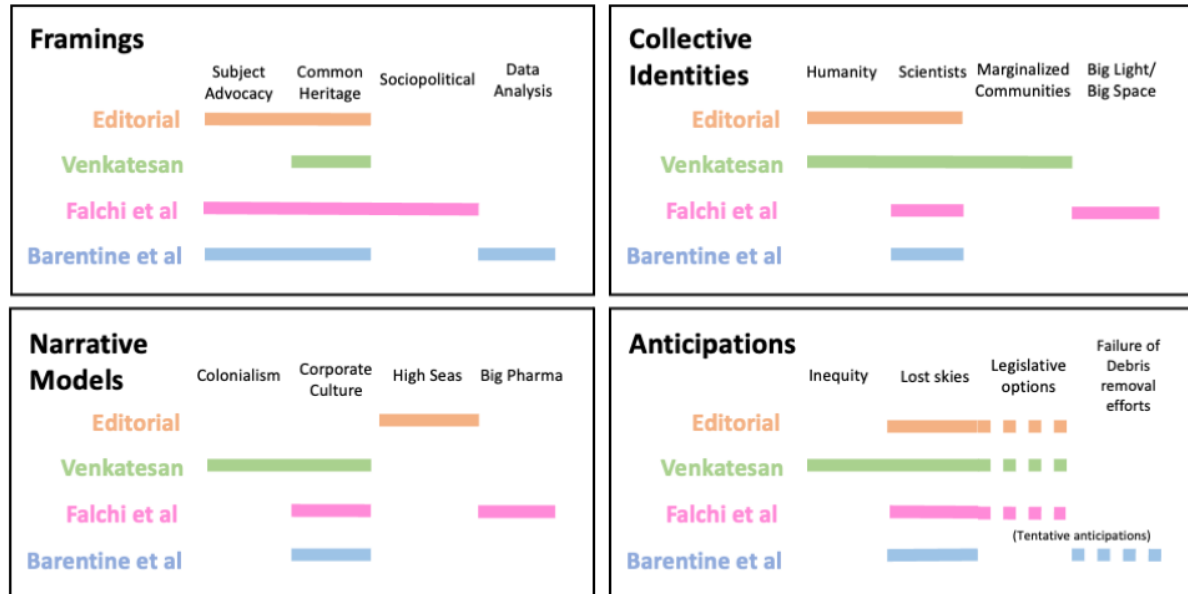 Framings
Subject
Advocacy
Common
Heritage
Sociopolitical
Data
Analysis
Editorial
Venkatesan
Falchi et al
Barentine et al
Collective
Identities
Humanity
Scientists
Marginalized
Communities
Big Light/
Big Space
Editorial
Venkatesan
Falchi et al
Barentine et al
Narrative
Models
Colonialism
Corporate
Culture
High Seas
Big Pharma
Editorial
Venkatesan
Falchi et al
Barentine et al
Anticipations
Inequity
Lost skies
Legislative
options
Failure of
Debris
removal
efforts
Editorial
Venkatesan
Falchi et al
(Tentative anticipations)
Barentine et al